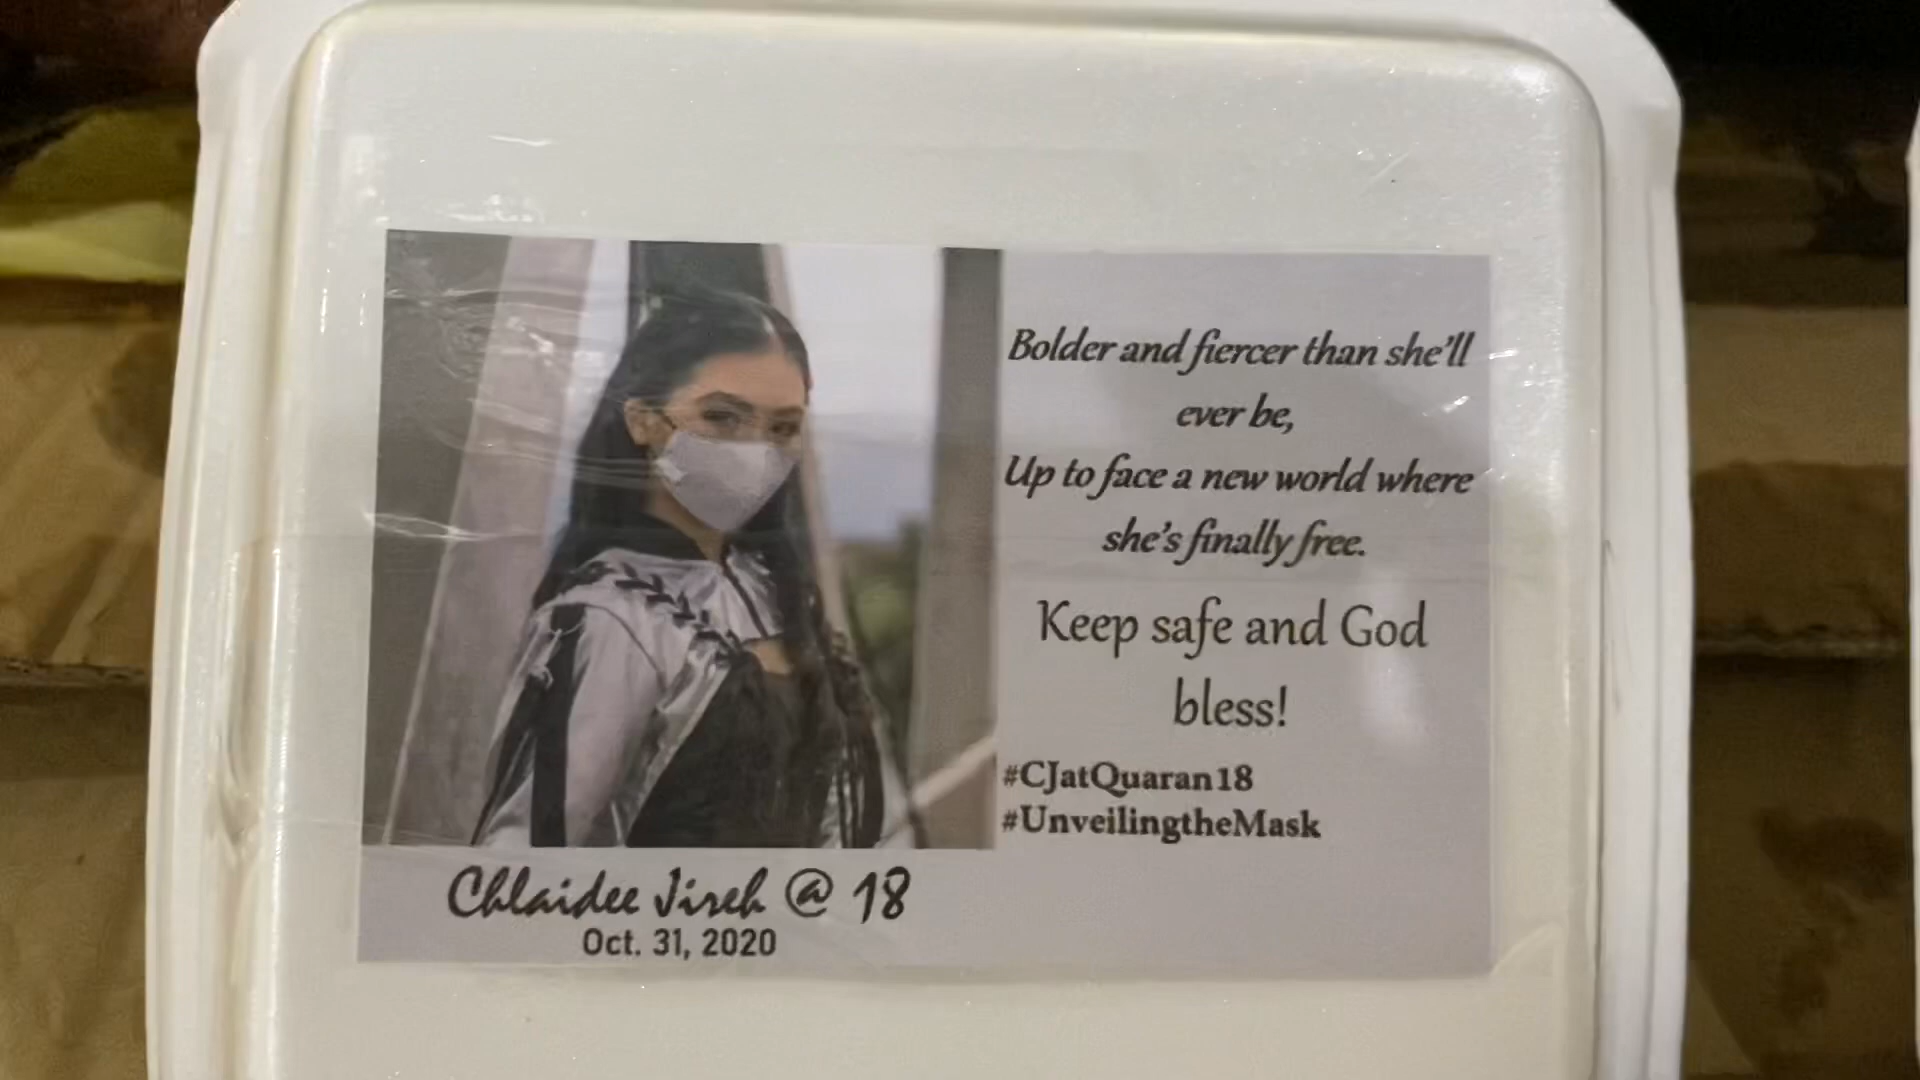 Bolder and fiercer than she'll
ever be,
Up to face a new world where
she's finally free.
Keep safe and God
bless!
#CJatQuaran18
#UnveilingtheMask
Chlaidee Jireh @ 18
Oct. 31, 2020